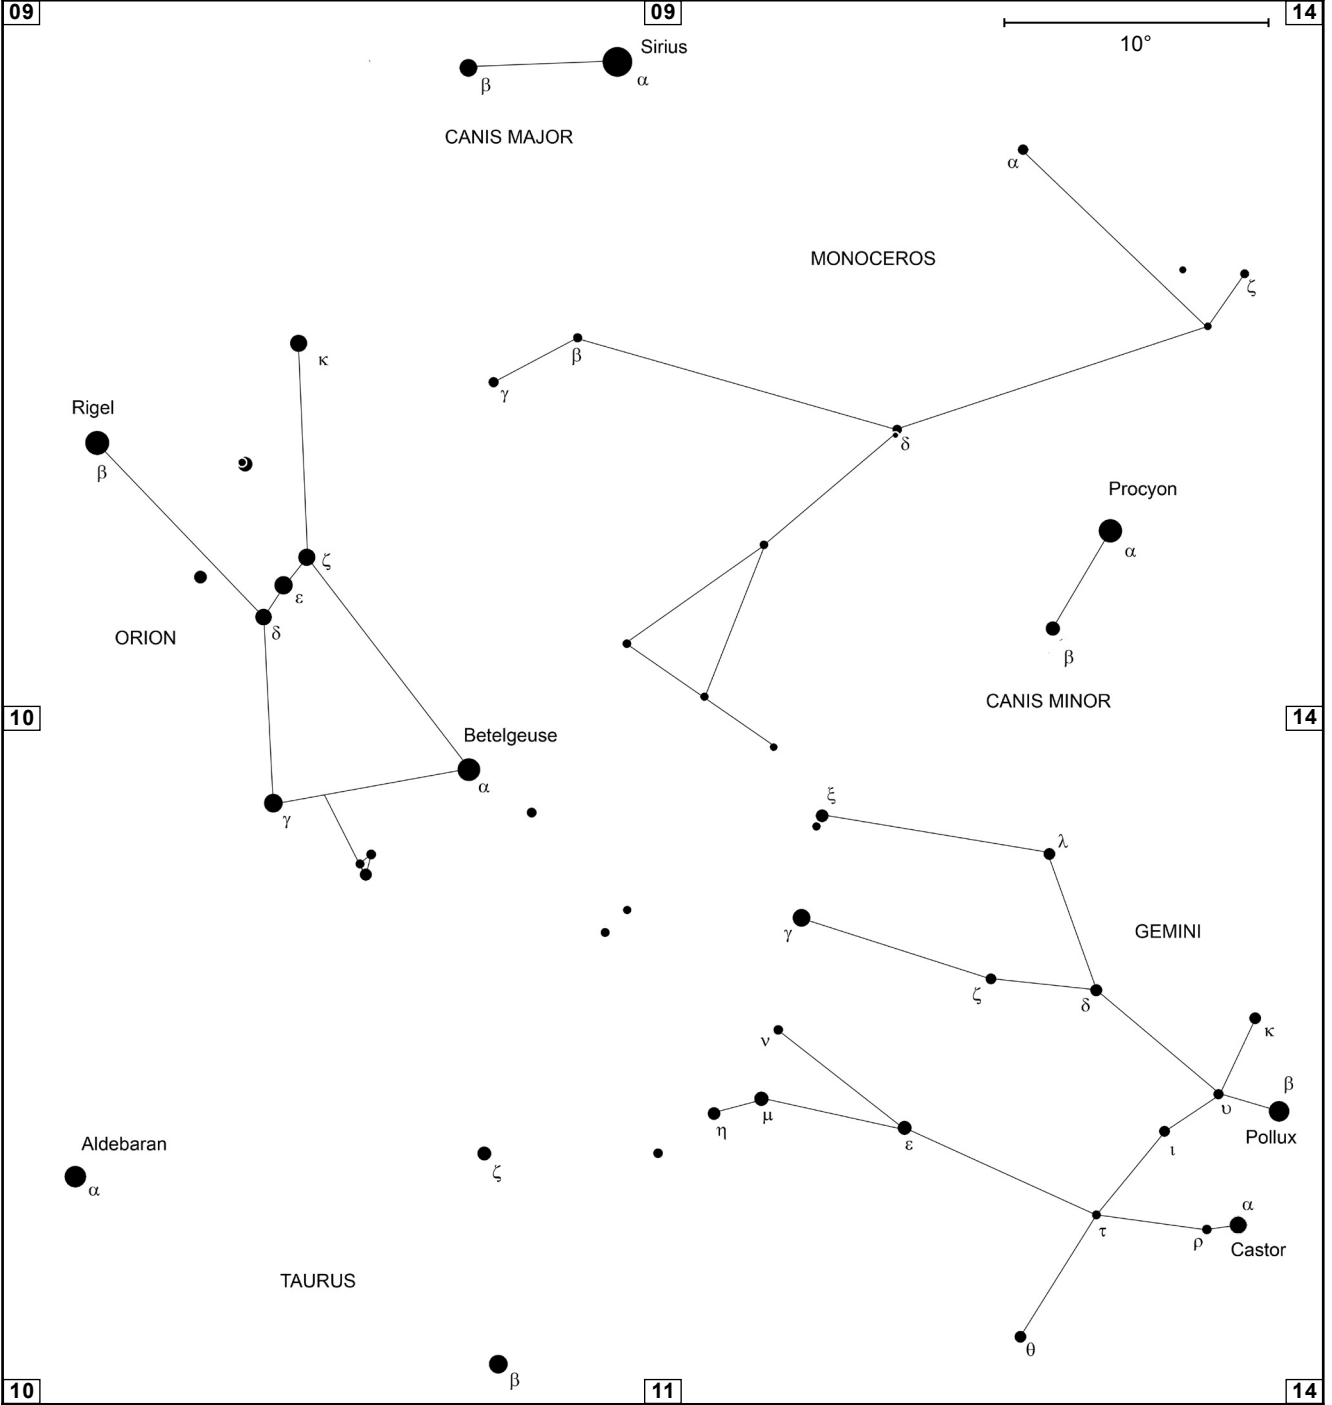 09
09
14
10°
Sirius
β
α
CANIS MAJOR
α
MONOCEROS
ζ
κ
β
γ
Rigel
β
δ
Procyon
α
ζ
ε
δ
ORION
β
CANIS MINOR
10
14
Betelgeuse
α
γ
ξ
λ
γ
GEMINI
ζ
δ
ν
κ
β
η
μ
υ
Pollux
ε
ι
Aldebaran
α
ζ
α
τ
ρ
Castor
TAURUS
θ
β
10
11
14